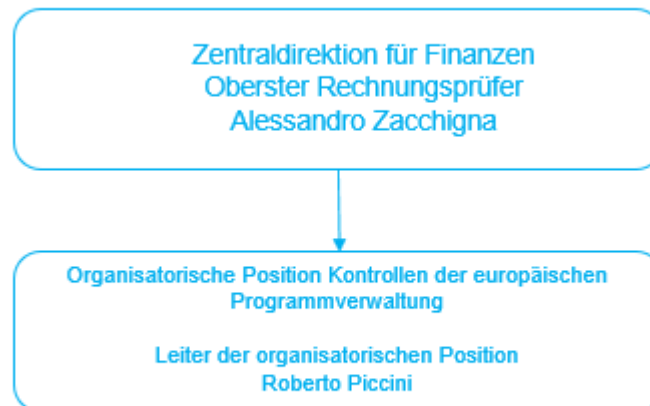 Zentraldirektion für Finanzen
Oberster Rechnungsprüfer
Alessandro Zacchigna
Organisatorische Position Kontrollen der europäischen
Programmverwaltung
Leiter der organisatorischen Position
Roberto Piccini